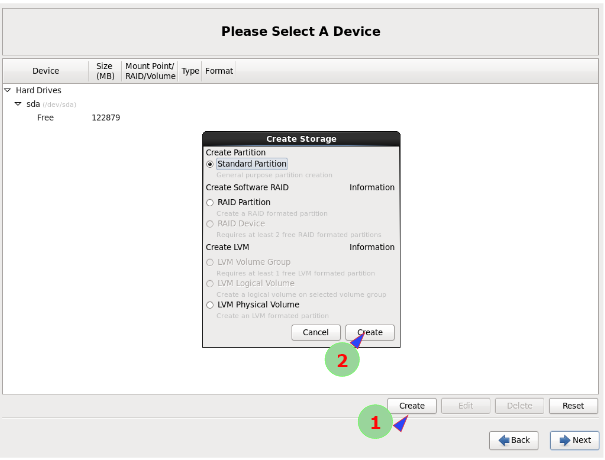 Please Select A Device
Device
Size
(MB)
Mount Point/
RAID/Volume
Type
Format
Hard Drives
sda (/dev/sda)
Free 122879
Create Storage
Create Partition
Standard Partition
General purpose partition creation
Create Software RAID Information
RAID Partition
Create a RAID formated partition
RAID Device
Requires at least 2 free RAID formated partitions
Create LVM Information
LVM Volume Group
Requires at least 1 free LVM formated partition
LVM Logical Volume
Create a logical volume on selected volume group
LVM Physical Volume
Create an LVM formated partition
Cancel Create
2
Create Edit Delete Reset
1
Back Next